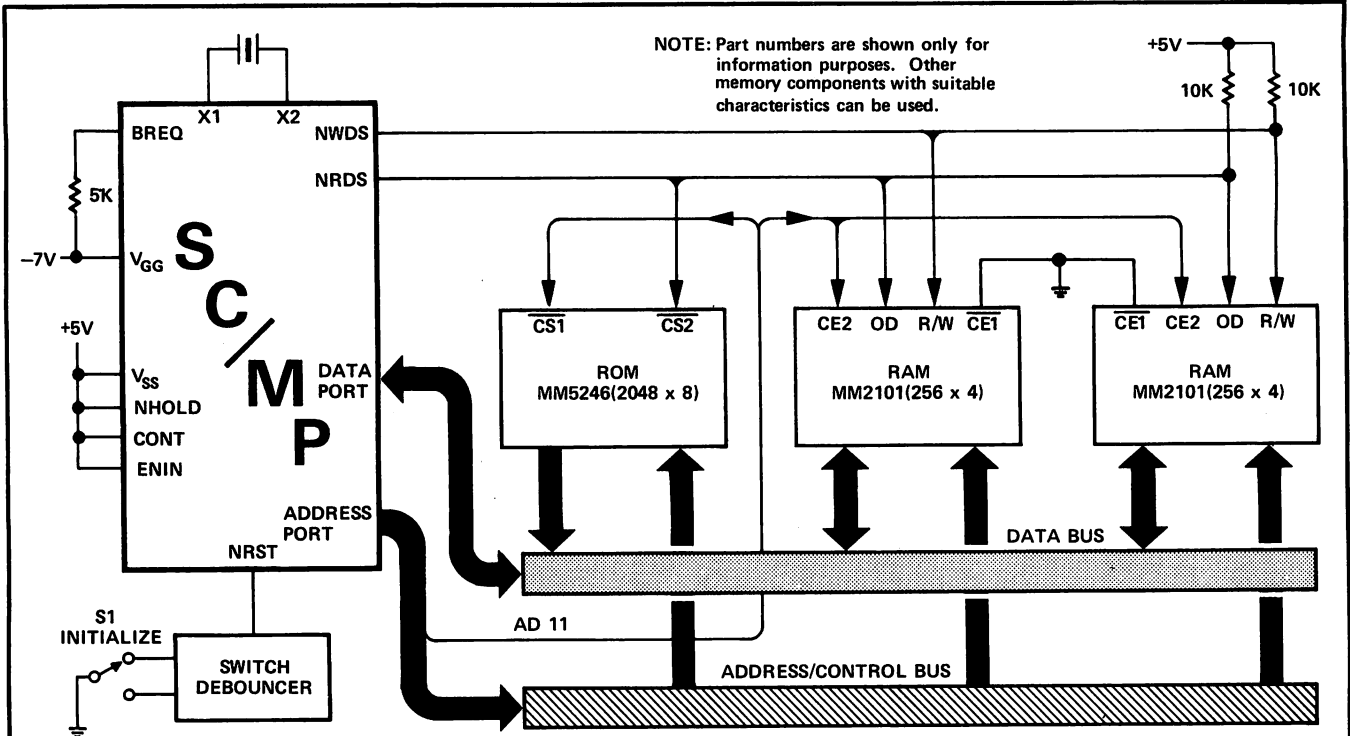 NOTE: Part numbers are shown only for
information purposes. Other
memory components with suitable
characteristics can be used.
+5V
10K
10K
X1
X2
BREQ
NWDS
NRDS
5K
-7V
VGG
S
C/
M
P
+5V
VSS
NHOLD
CONT
ENIN
DATA
PORT
ADDRESS
PORT
NRST
CS1
CS2
ROM
MM5246(2048 x 8)
CE2
OD
R/W
CE1
RAM
MM2101(256 x 4)
CE1
CE2
OD
R/W
RAM
MM2101(256 x 4)
DATA BUS
AD 11
ADDRESS/CONTROL BUS
S1
INITIALIZE
SWITCH
DEBOUNCER